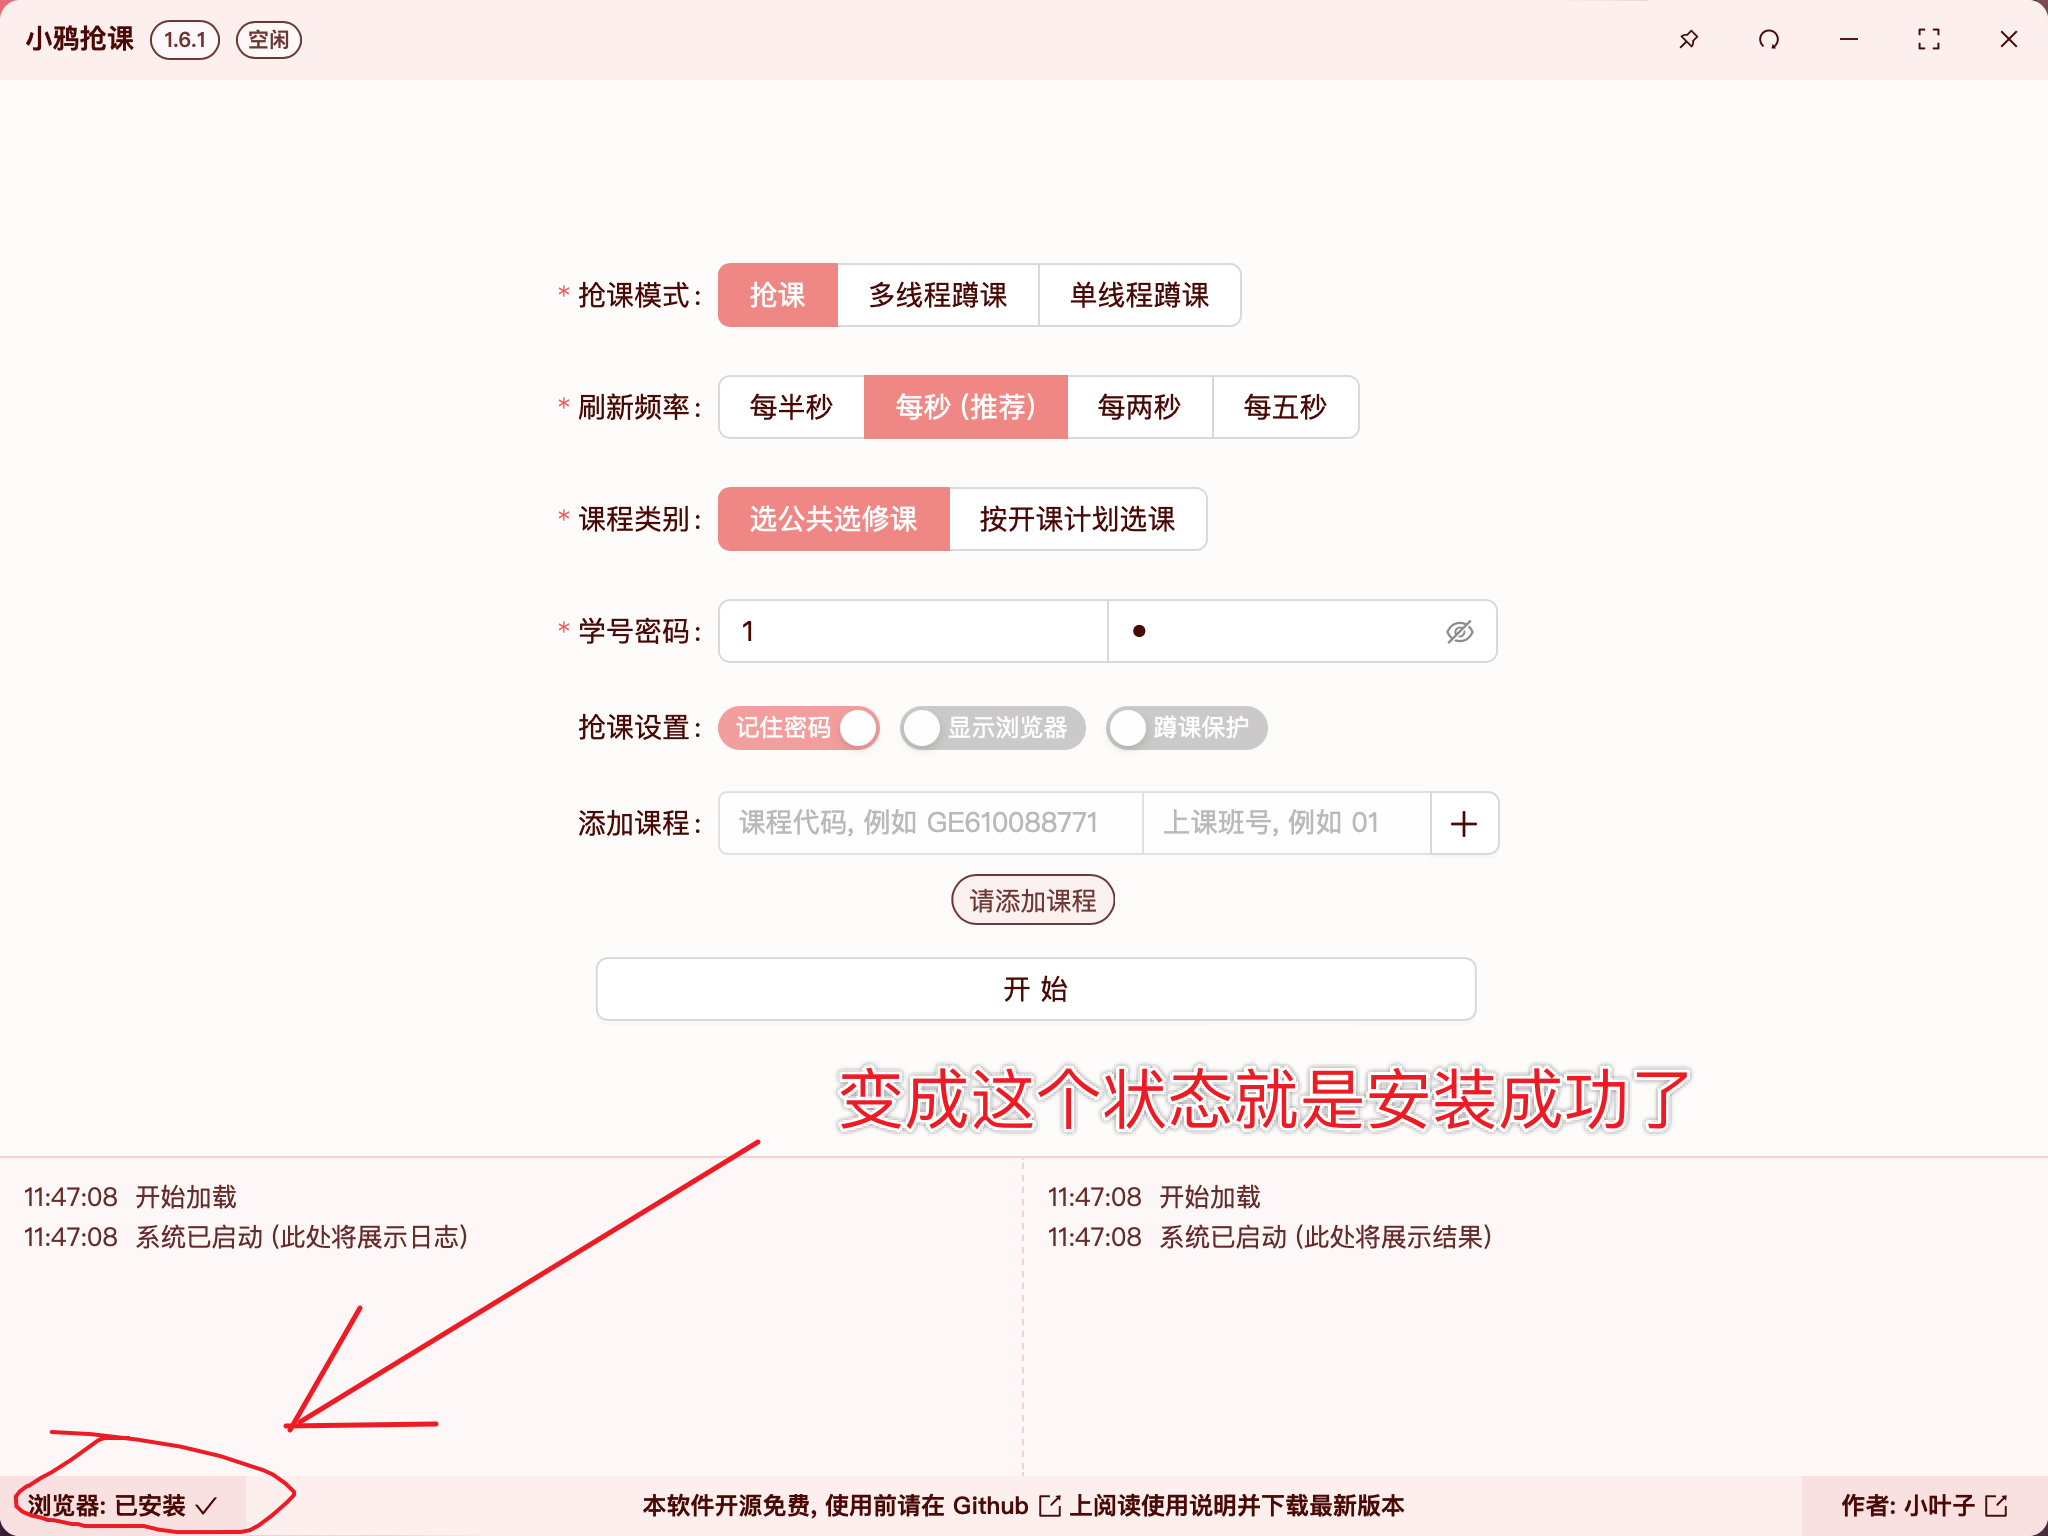 小鸦抢课 1.6.1 空闲
* 抢课模式: 抢课 多线程蹲课 单线程蹲课
* 刷新频率: 每半秒 每秒 (推荐) 每两秒 每五秒
* 课程类别: 选公共选修课 按开课计划选课
* 学号密码: 1 ●
抢课设置: 记住密码 显示浏览器 蹲课保护
添加课程: 课程代码, 例如 GE610088771 上课班号, 例如 01
请添加课程
开 始
变成这个状态就是安装成功了
11:47:08 开始加载
11:47:08 系统已启动 (此处将展示日志)
11:47:08 开始加载
11:47:08 系统已启动 (此处将展示结果)
浏览器: 已安装
本软件开源免费, 使用前请在 Github 上阅读使用说明并下载最新版本
作者: 小叶子